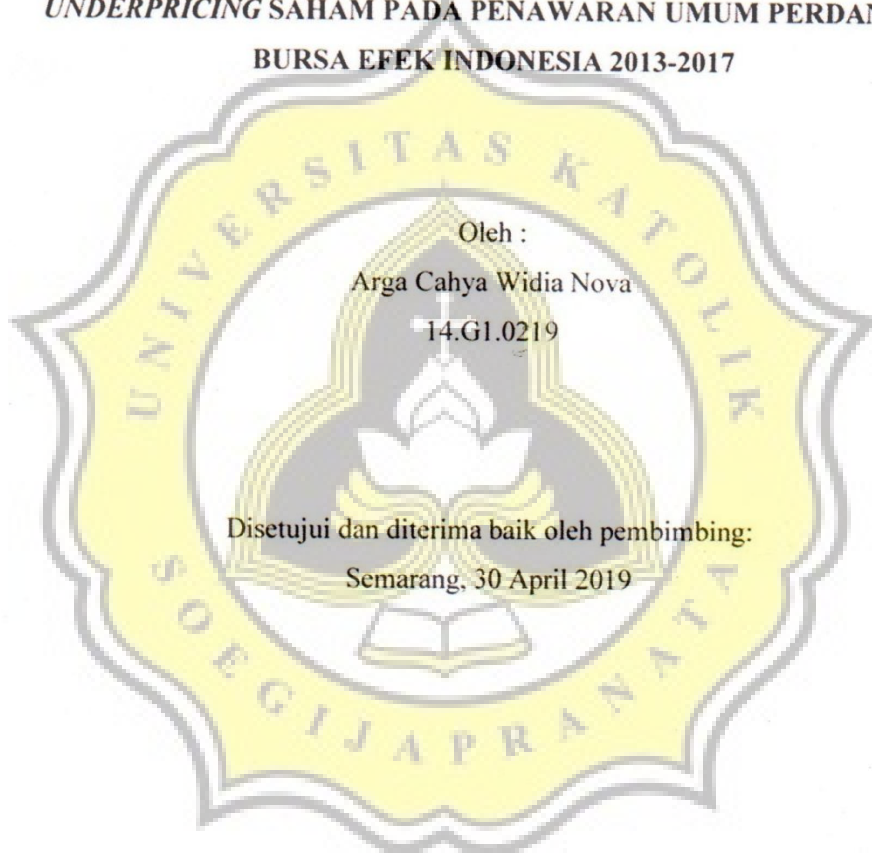 UNDERPRICING SAHAM PADA PENAWARAN UMUM PERDAN
BURSA EFEK INDONESIA 2013-2017
UNIVERSITAS KATOLIK
Oleh :
Arga Cahya Widia Nova
14.G1.0219
Disetujui dan diterima baik oleh pembimbing:
Semarang, 30 April 2019
SOEGIJAPRANATA